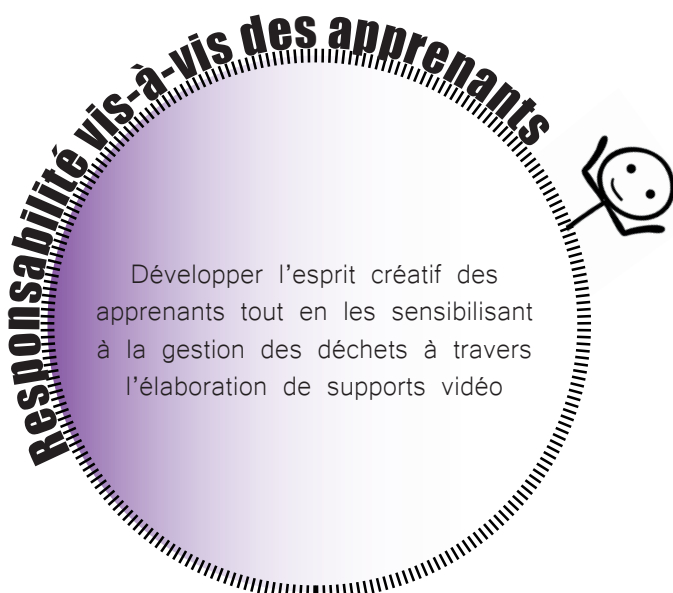 Responsabilité vis-à-vis des apprenants
Développer l’esprit créatif des
apprenants tout en les sensibilisant
à la gestion des déchets à travers
l’élaboration de supports vidéo